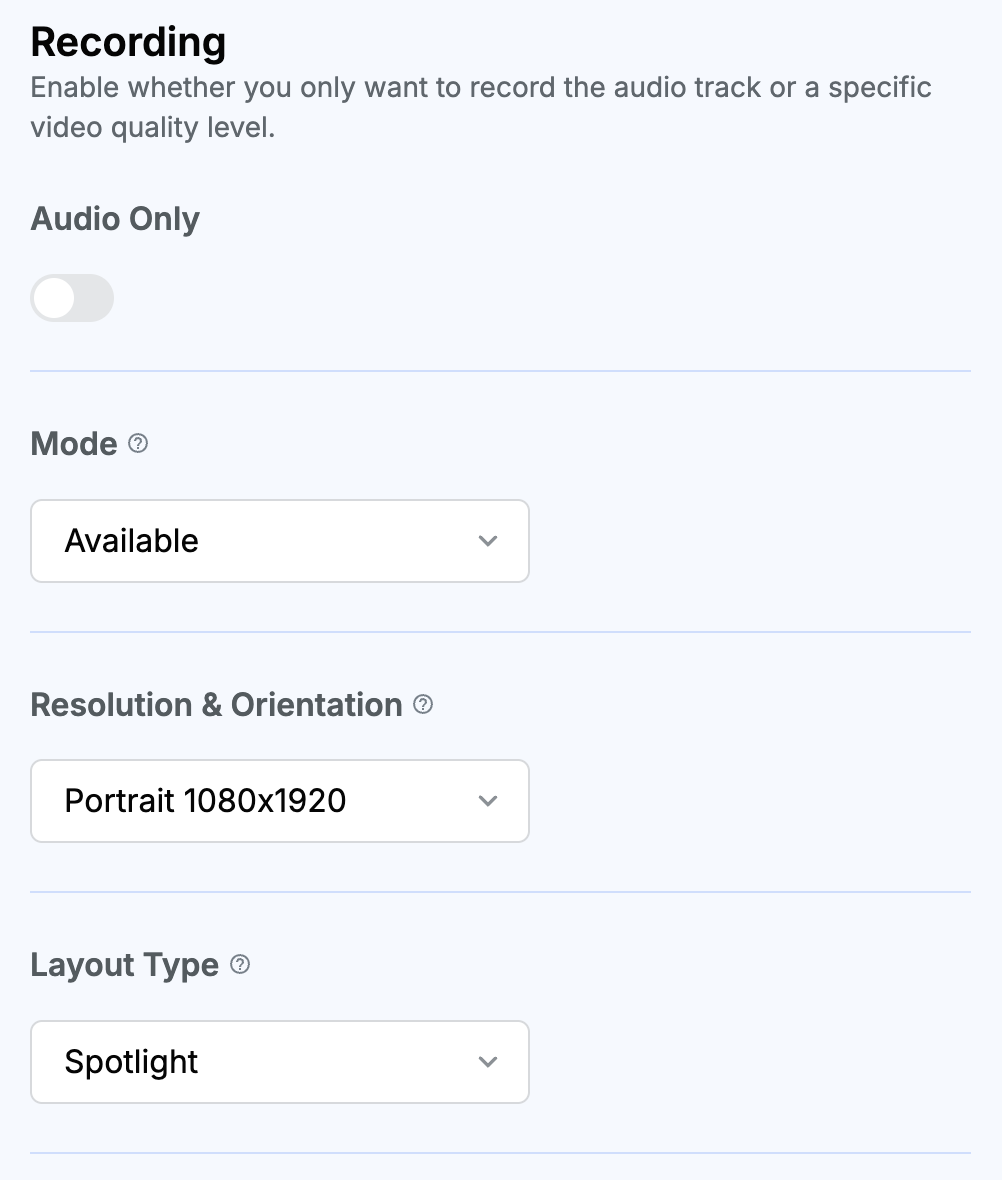 Recording
Enable whether you only want to record the audio track or a specific
video quality level.
Audio Only
Mode
Available
Resolution & Orientation
Portrait 1080x1920
Layout Type
Spotlight